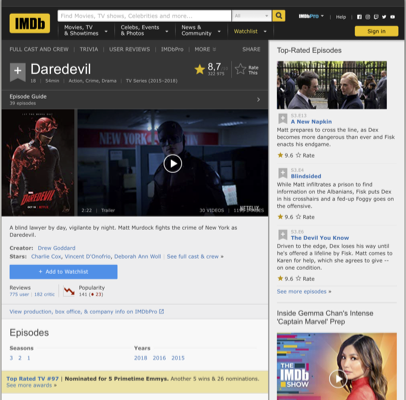 IMDb
Find Movies, TV shows, Celebrities and more...
All
IMDbPro
Help
Movies, TV & Showtimes
Celebs, Events & Photos
News & Community
Watchlist
Sign in
FULL CAST AND CREW | TRIVIA | USER REVIEWS | IMDbPro | MORE
SHARE
Daredevil
8,7
Rate This
18 | 54min | Action, Crime, Drama | TV Series (2015–2018)
Episode Guide
39 episodes
NEW YORK
DAREDEVIL
2:22 | Trailer
NETFLIX
A blind lawyer by day, vigilante by night. Matt Murdock fights the crime of New York as
Daredevil.
Creator: Drew Goddard
Stars: Charlie Cox, Vincent D'Onofrio, Deborah Ann Woll | See full cast & crew »
+ Add to Watchlist
Reviews
775 user | 182 critic
Popularity
141 (23)
View production, box office, & company info on IMDbPro
Episodes
Seasons
3 2 1
Years
2018 2016 2015
Top Rated TV #97 | Nominated for 5 Primetime Emmys. Another 5 wins & 26 nominations.
See more awards »
Top-Rated Episodes
A New Napkin
Matt prepares to cross the line, as Dex
becomes more dangerous than ever and Fisk
enacts his endgame.
9.6 Rate
S3.E4
Blindsided
While Matt infiltrates a prison to find
information on the Albanians, Fisk puts Dex
in his crosshairs and a fed-up Foggy goes on
the offensive.
9.6 Rate
S3.E6
The Devil You Know
Driven to the edge, Dex loses his way until
he's offered a lifeline by Fisk. Matt comes to
Karen for help, which she agrees to give --
on one condition.
9.6 Rate
See more episodes »
Inside Gemma Chan's Intense
'Captain Marvel' Prep
THE
IMDb
SHOW